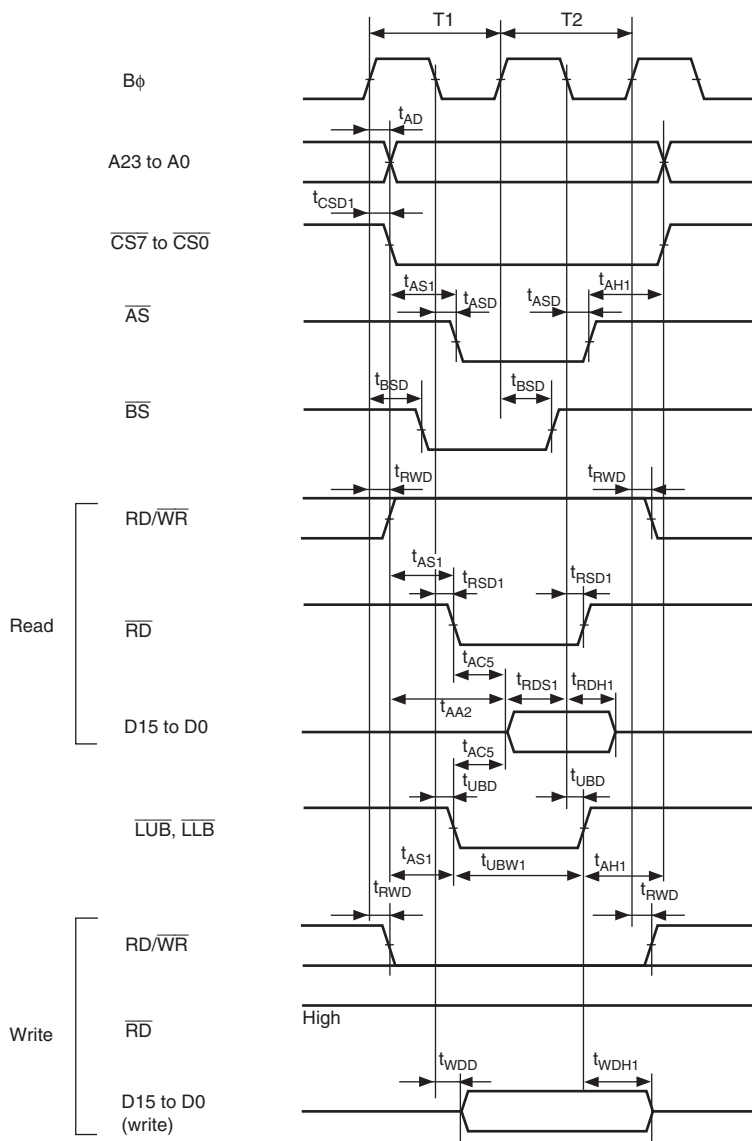 T1 T2
Bϕ
tAD
A23 to A0
tCSD1
CS7 to CS0
tAS1 tASD tASD tAH1
AS
tBSD tBSD
BS
tRWD tRWD
RD/WR
tAS1
tRSD1 tRSD1
Read
RD
tAC5
tRDS1 tRDH1
tAA2
D15 to D0
tAC5
tUBD tUBD
LUB, LLB
tAS1 tUBW1 tAH1
tRWD tRWD
RD/WR
High
Write
RD
tWDD tWDH1
D15 to D0
(write)